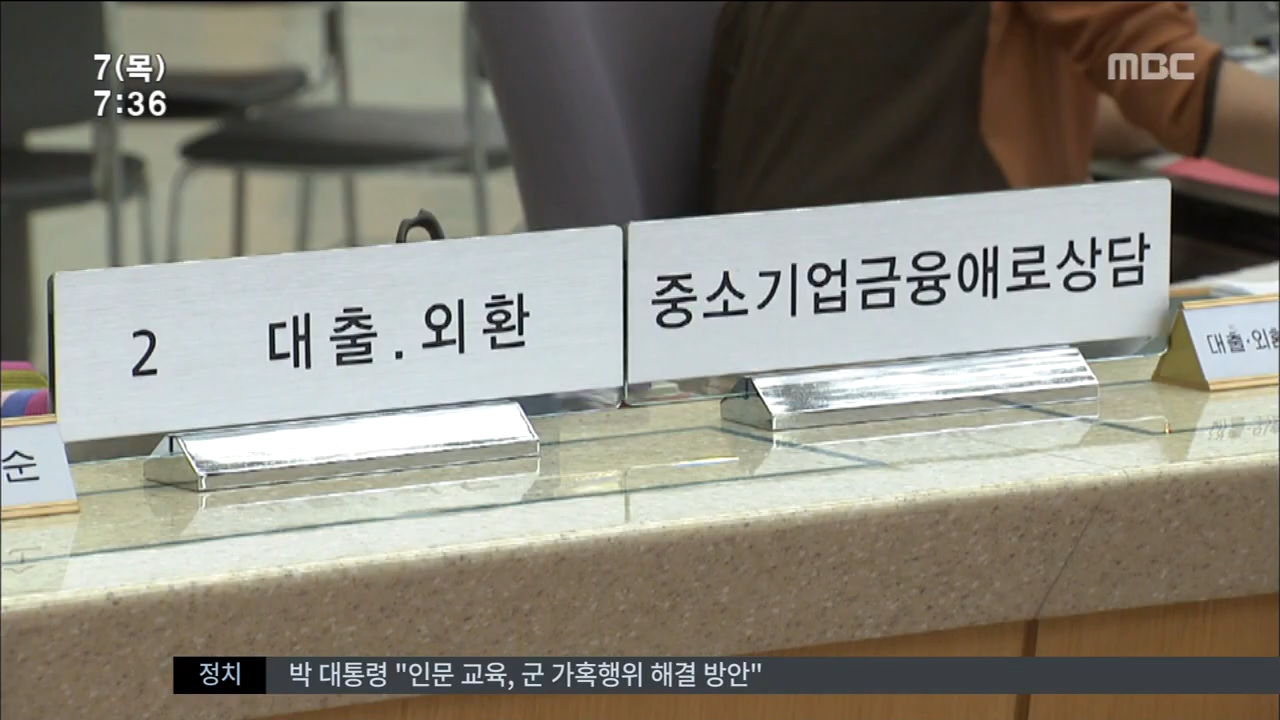 7(목)
7:36
MBC
2 대출.외환
중소기업금융애로상담
대출·외환
순
정치 박 대통령 "인문 교육, 군 가혹행위 해결 방안"